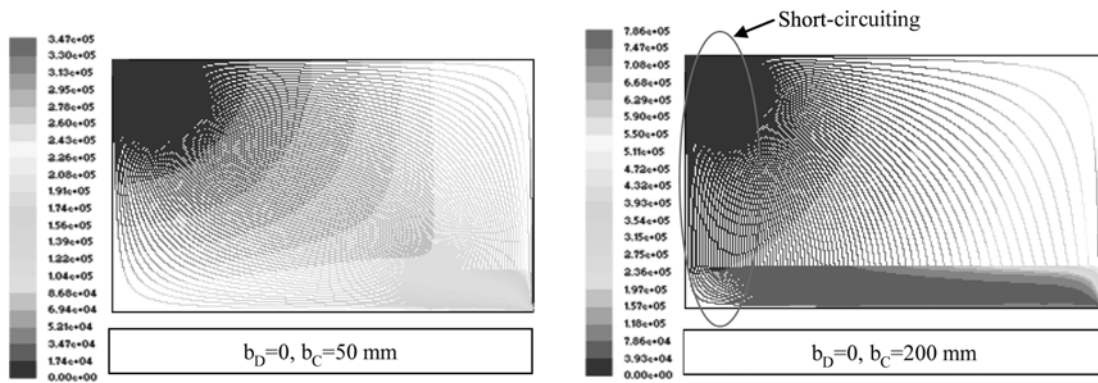 Short-circuiting
3.47e+05
3.30e+05
3.13e+05
2.95e+05
2.78e+05
2.60e+05
2.43e+05
2.26e+05
2.08e+05
1.91e+05
1.74e+05
1.56e+05
1.39e+05
1.22e+05
1.04e+05
8.68e+04
6.94e+04
5.21e+04
3.47e+04
1.74e+04
0.00e+00
b_D=0, b_C=50 mm
7.86e+05
7.47e+05
7.08e+05
6.68e+05
6.29e+05
5.90e+05
5.50e+05
5.11e+05
4.72e+05
4.32e+05
3.93e+05
3.54e+05
3.15e+05
2.75e+05
2.36e+05
1.97e+05
1.57e+05
1.18e+05
7.86e+04
3.93e+04
0.00e+00
b_D=0, b_C=200 mm